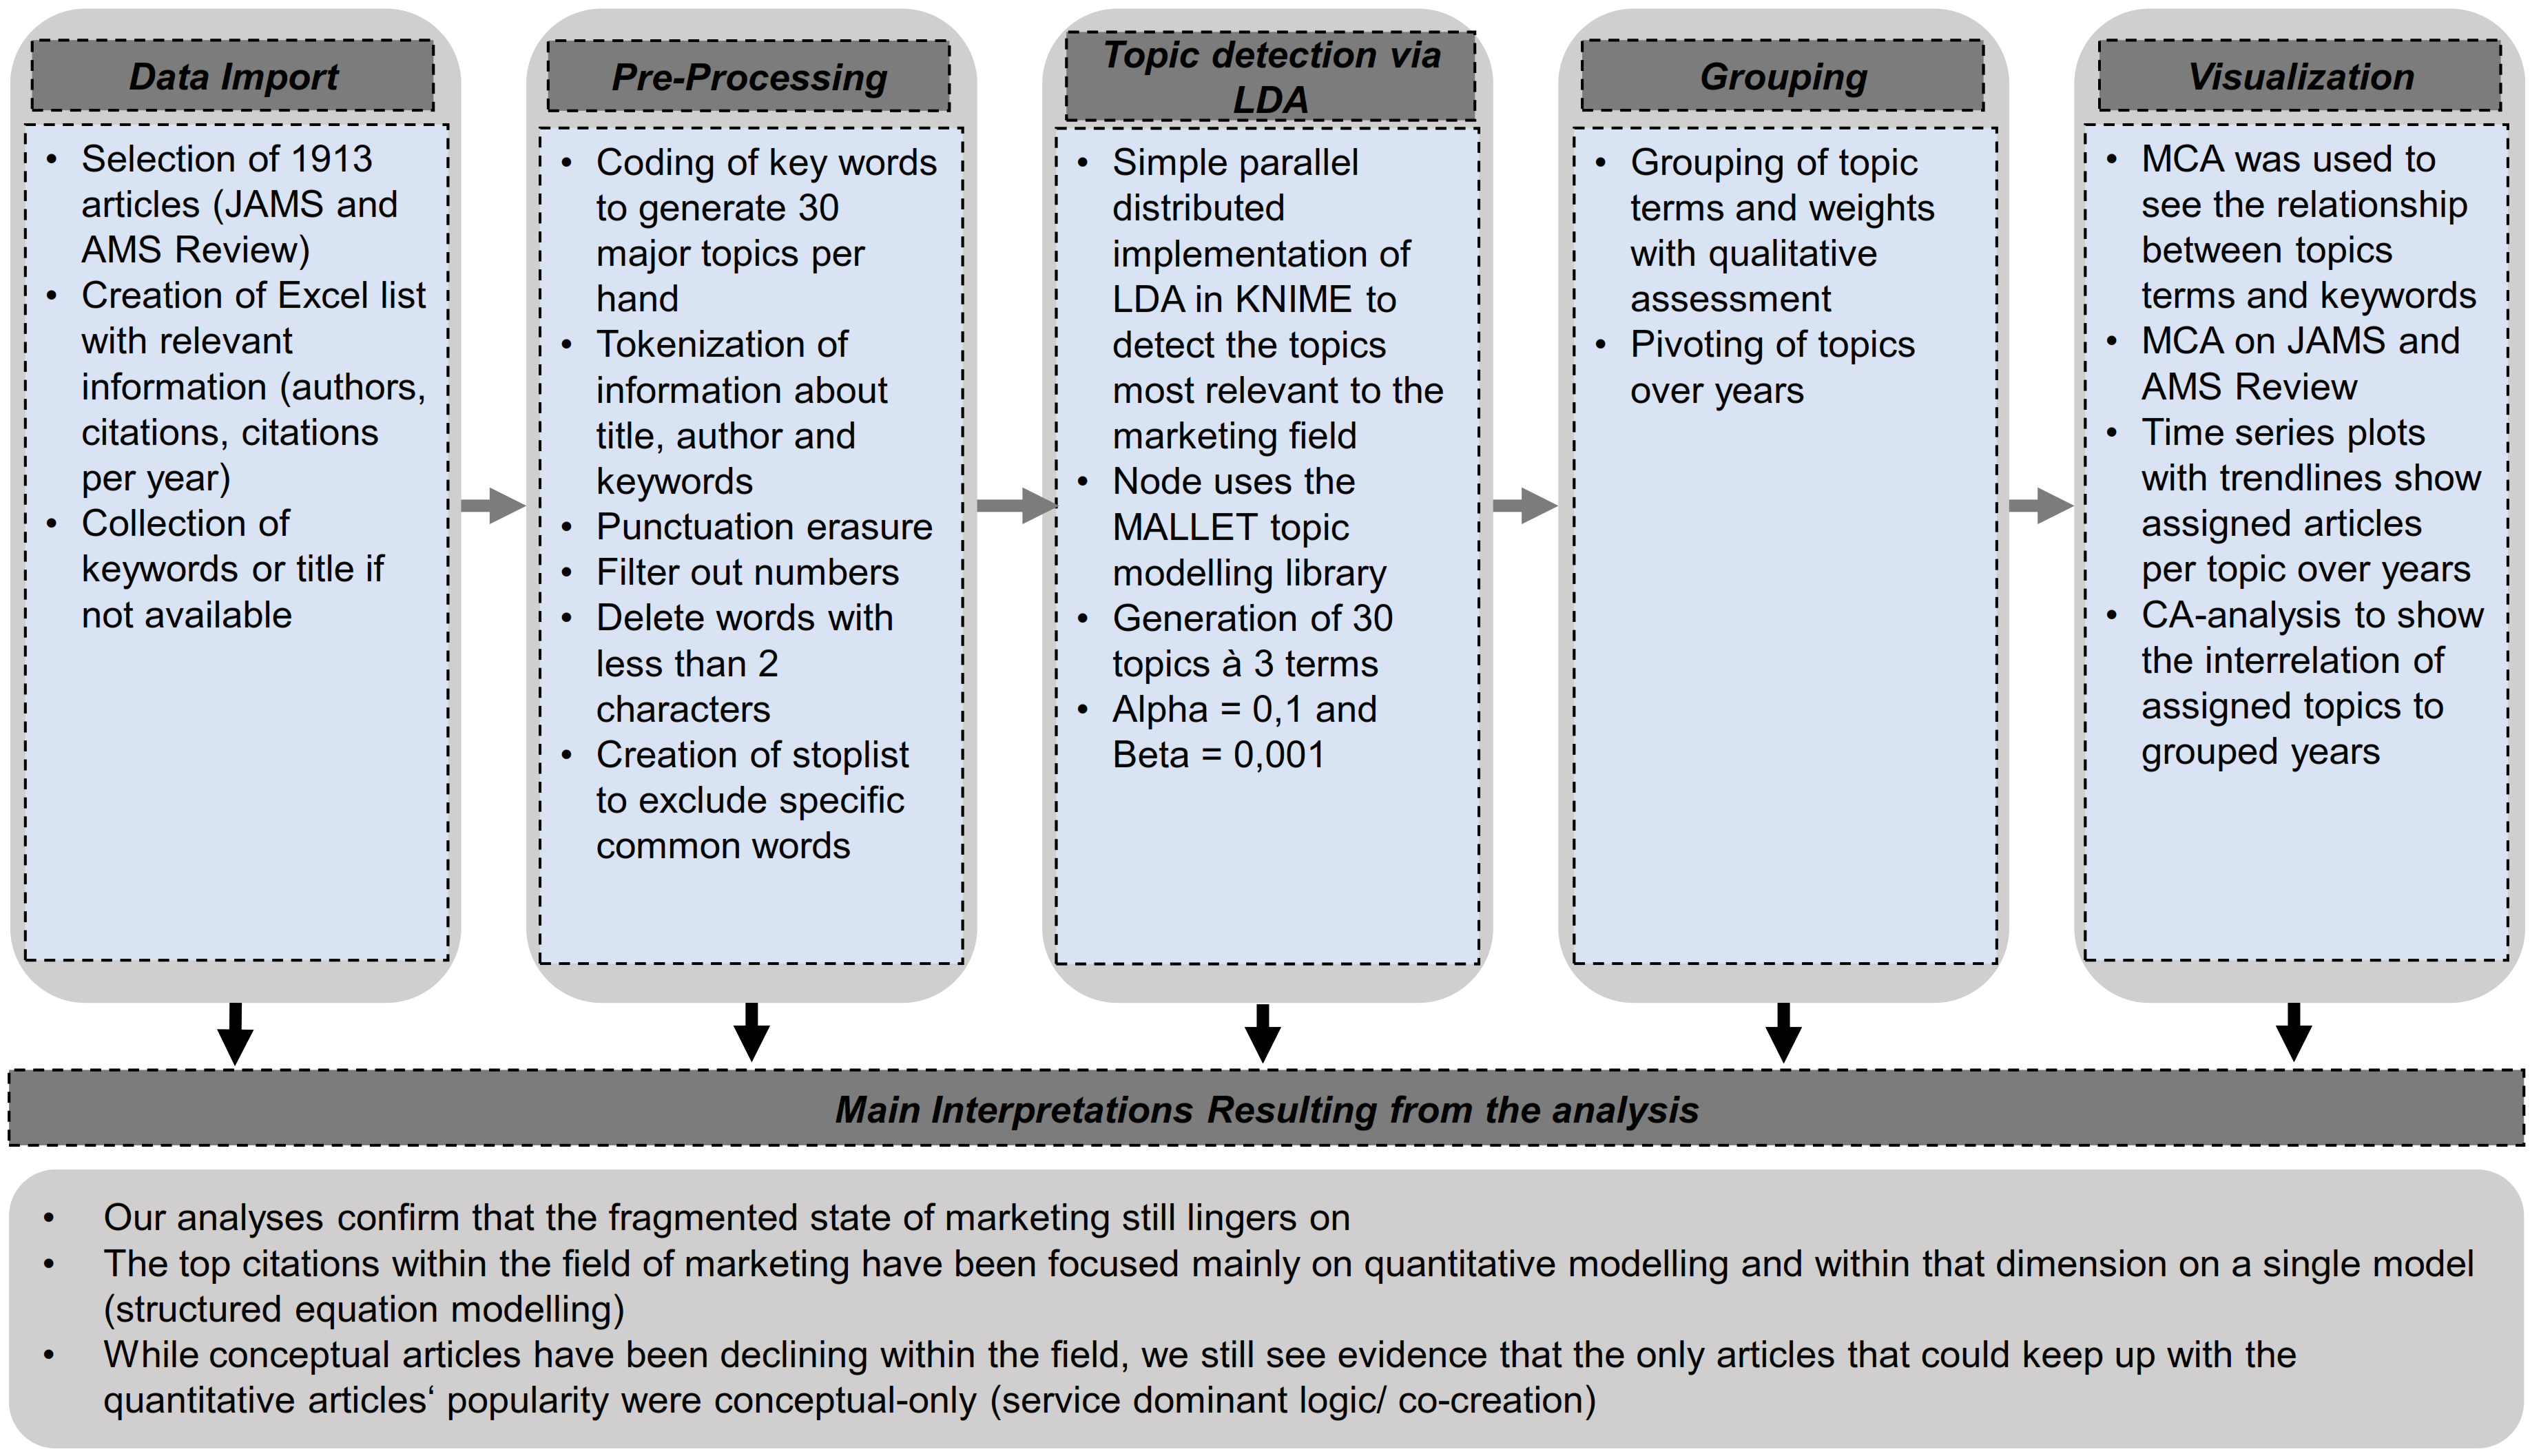 Data Import
• Selection of 1913
articles (JAMS and
AMS Review)
• Creation of Excel list
with relevant
information (authors,
citations, citations
per year)
• Collection of
keywords or title if
not available
Pre-Processing
• Coding of key words
to generate 30
major topics per
hand
• Tokenization of
information about
title, author and
keywords
• Punctuation erasure
• Filter out numbers
• Delete words with
less than 2
characters
• Creation of stoplist
to exclude specific
common words
Topic detection via
LDA
• Simple parallel
distributed
implementation of
LDA in KNIME to
detect the topics
most relevant to the
marketing field
• Node uses the
MALLET topic
modelling library
• Generation of 30
topics à 3 terms
• Alpha = 0,1 and
Beta = 0,001
Grouping
• Grouping of topic
terms and weights
with qualitative
assessment
• Pivoting of topics
over years
Visualization
• MCA was used to
see the relationship
between topics
terms and keywords
• MCA on JAMS and
AMS Review
• Time series plots
with trendlines show
assigned articles
per topic over years
• CA-analysis to show
the interrelation of
assigned topics to
grouped years
Main Interpretations Resulting from the analysis
• Our analyses confirm that the fragmented state of marketing still lingers on
• The top citations within the field of marketing have been focused mainly on quantitative modelling and within that dimension on a single model
(structured equation modelling)
• While conceptual articles have been declining within the field, we still see evidence that the only articles that could keep up with the
quantitative articles‘ popularity were conceptual-only (service dominant logic/ co-creation)